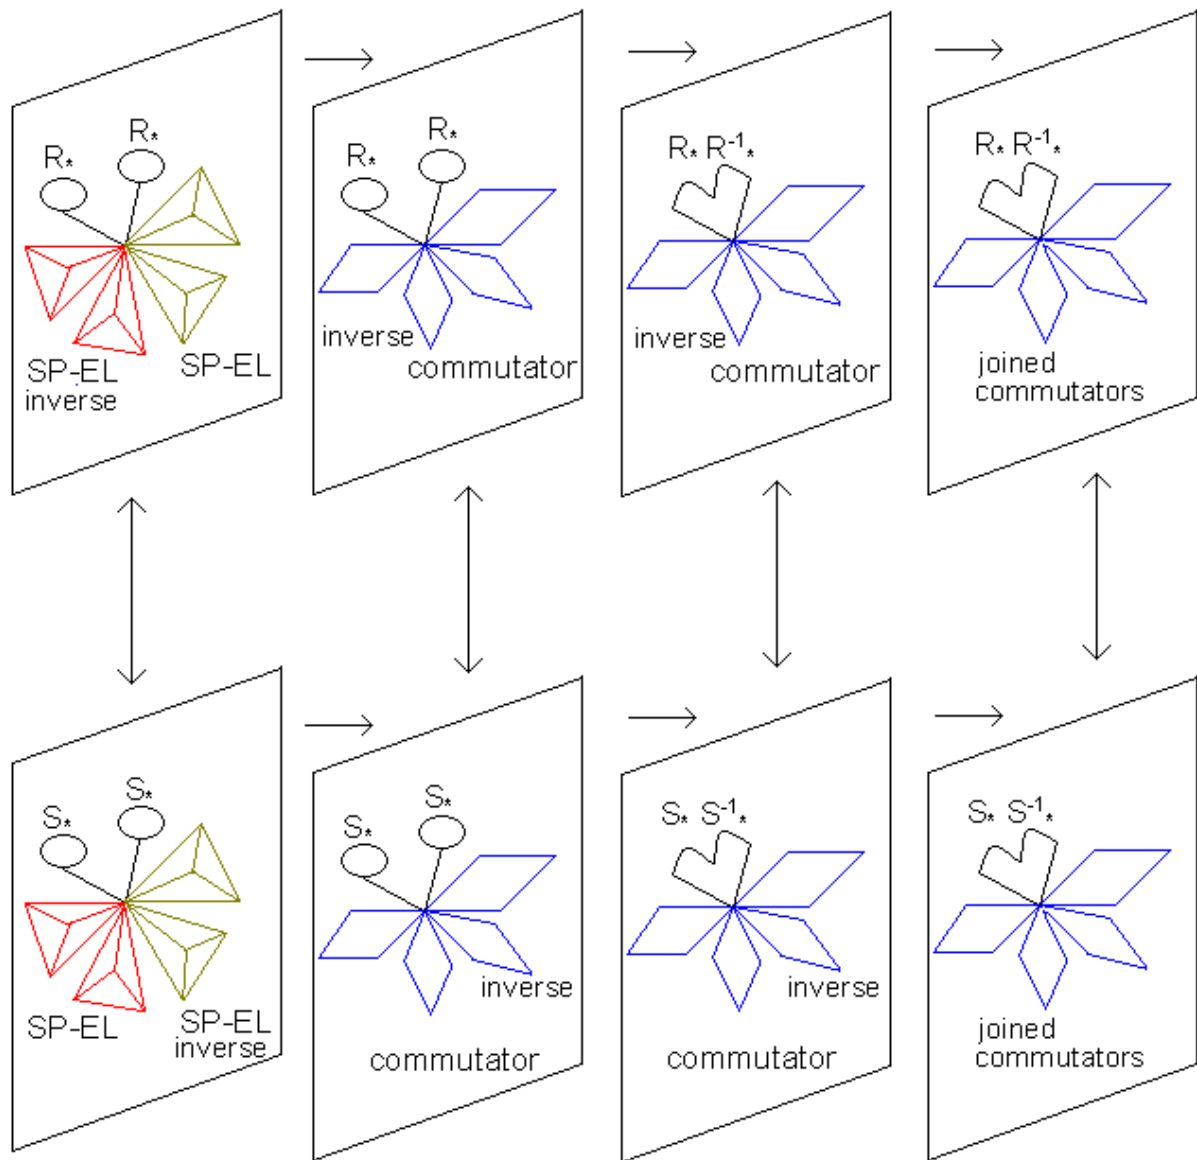 R* R*
SP-EL
inverse
SP-EL
R* R*
inverse
commutator
R* R⁻¹*
inverse
commutator
R* R⁻¹*
joined
commutators
S* S*
SP-EL
SP-EL
inverse
S* S*
inverse
commutator
S* S⁻¹*
inverse
commutator
S* S⁻¹*
joined
commutators